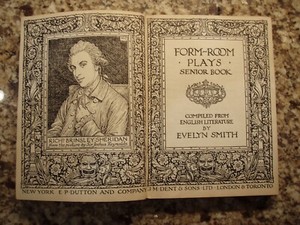 RICHD BRINSLEY SHERIDAN
NEW YORK E·P·DUTTON AND COMPANY
FORM-ROOM
PLAYS
SENIOR BOOK
COMPILED FROM
ENGLISH LITERATURE
BY
EVELYN SMITH
J·M·DENT & SONS·LTD·LONDON & TORONTO